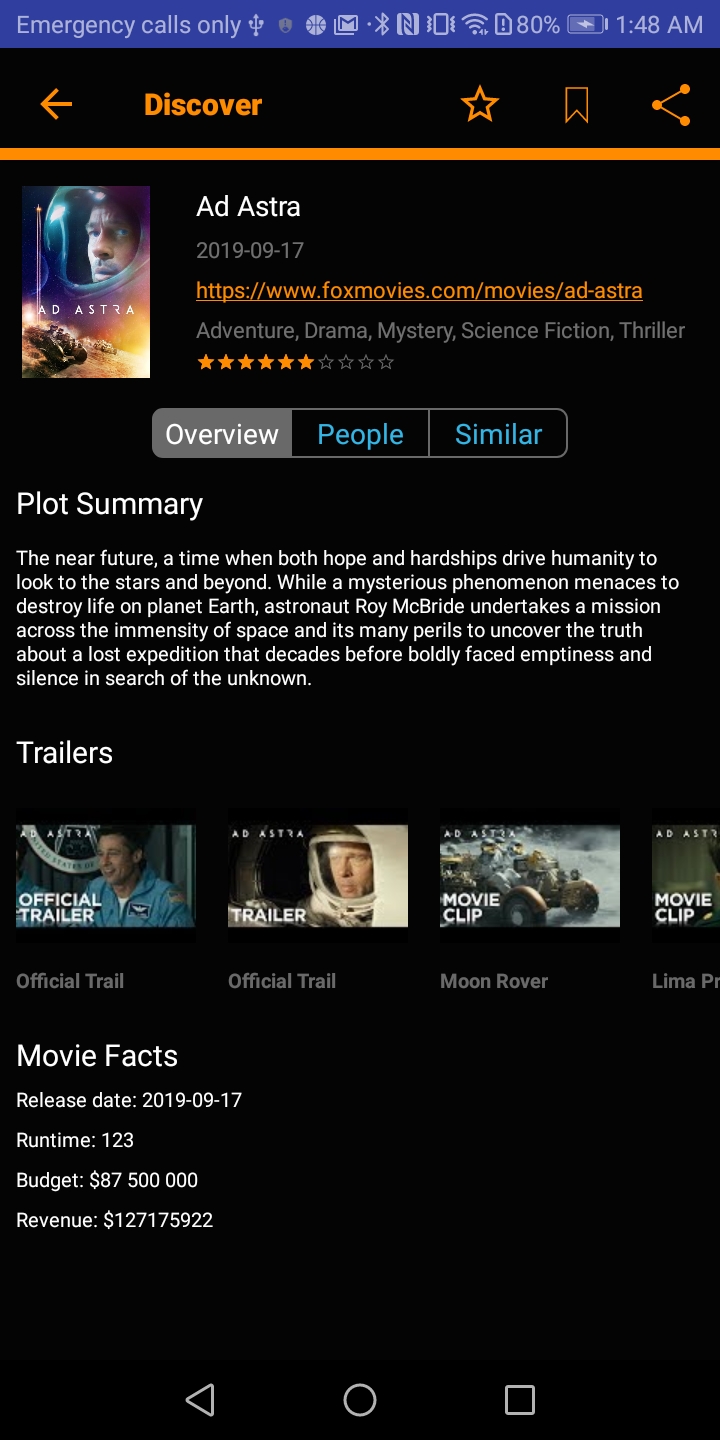 Emergency calls only 80% 1:48 AM
Discover
AD ASTRA
Ad Astra
2019-09-17
https://www.foxmovies.com/movies/ad-astra
Adventure, Drama, Mystery, Science Fiction, Thriller
Overview People Similar
Plot Summary
The near future, a time when both hope and hardships drive humanity to
look to the stars and beyond. While a mysterious phenomenon menaces to
destroy life on planet Earth, astronaut Roy McBride undertakes a mission
across the immensity of space and its many perils to uncover the truth
about a lost expedition that decades before boldly faced emptiness and
silence in search of the unknown.
Trailers
AD ASTRA AD ASTRA AD ASTRA AD ASTR
OFFICIAL TRAILER MOVIE MOVIE
TRAILER CLIP CLIP
Official Trail Official Trail Moon Rover Lima Pr
Movie Facts
Release date: 2019-09-17
Runtime: 123
Budget: $87 500 000
Revenue: $127175922